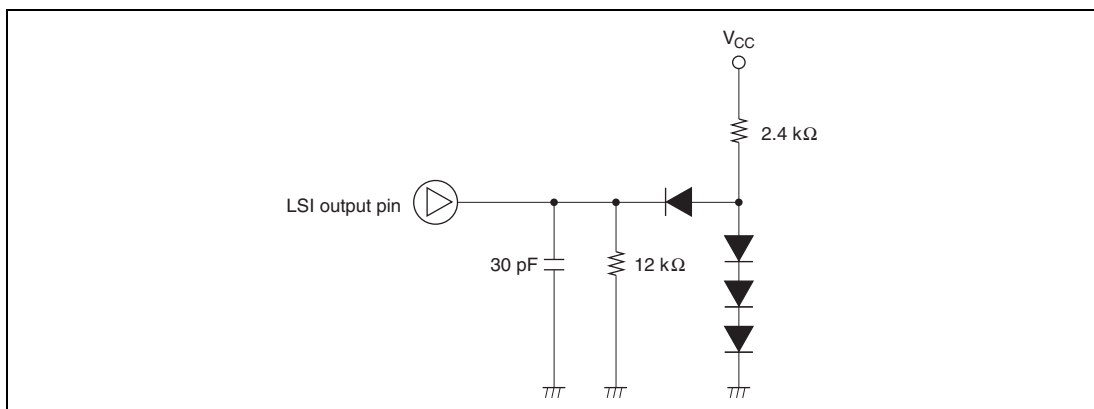 V_CC
2.4 kΩ
LSI output pin
30 pF
12 kΩ